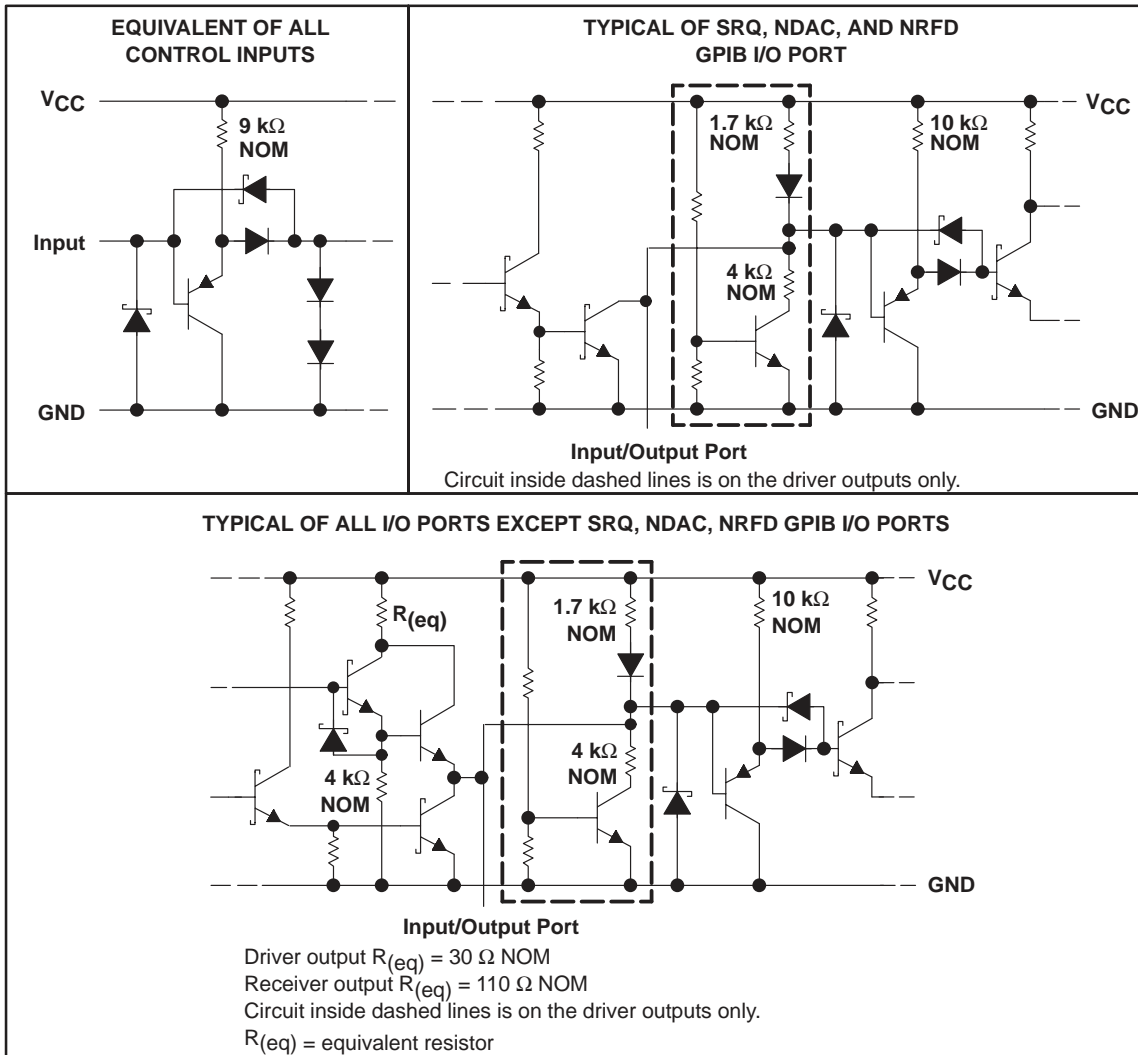 EQUIVALENT OF ALL
CONTROL INPUTS
VCC
9 kΩ
NOM
Input
GND
TYPICAL OF SRQ, NDAC, AND NRFD
GPIB I/O PORT
VCC
1.7 kΩ
NOM
10 kΩ
NOM
4 kΩ
NOM
GND
Input/Output Port
Circuit inside dashed lines is on the driver outputs only.
TYPICAL OF ALL I/O PORTS EXCEPT SRQ, NDAC, NRFD GPIB I/O PORTS
VCC
R(eq)
1.7 kΩ
NOM
10 kΩ
NOM
4 kΩ
NOM
4 kΩ
NOM
GND
Input/Output Port
Driver output R(eq) = 30 Ω NOM
Receiver output R(eq) = 110 Ω NOM
Circuit inside dashed lines is on the driver outputs only.
R(eq) = equivalent resistor